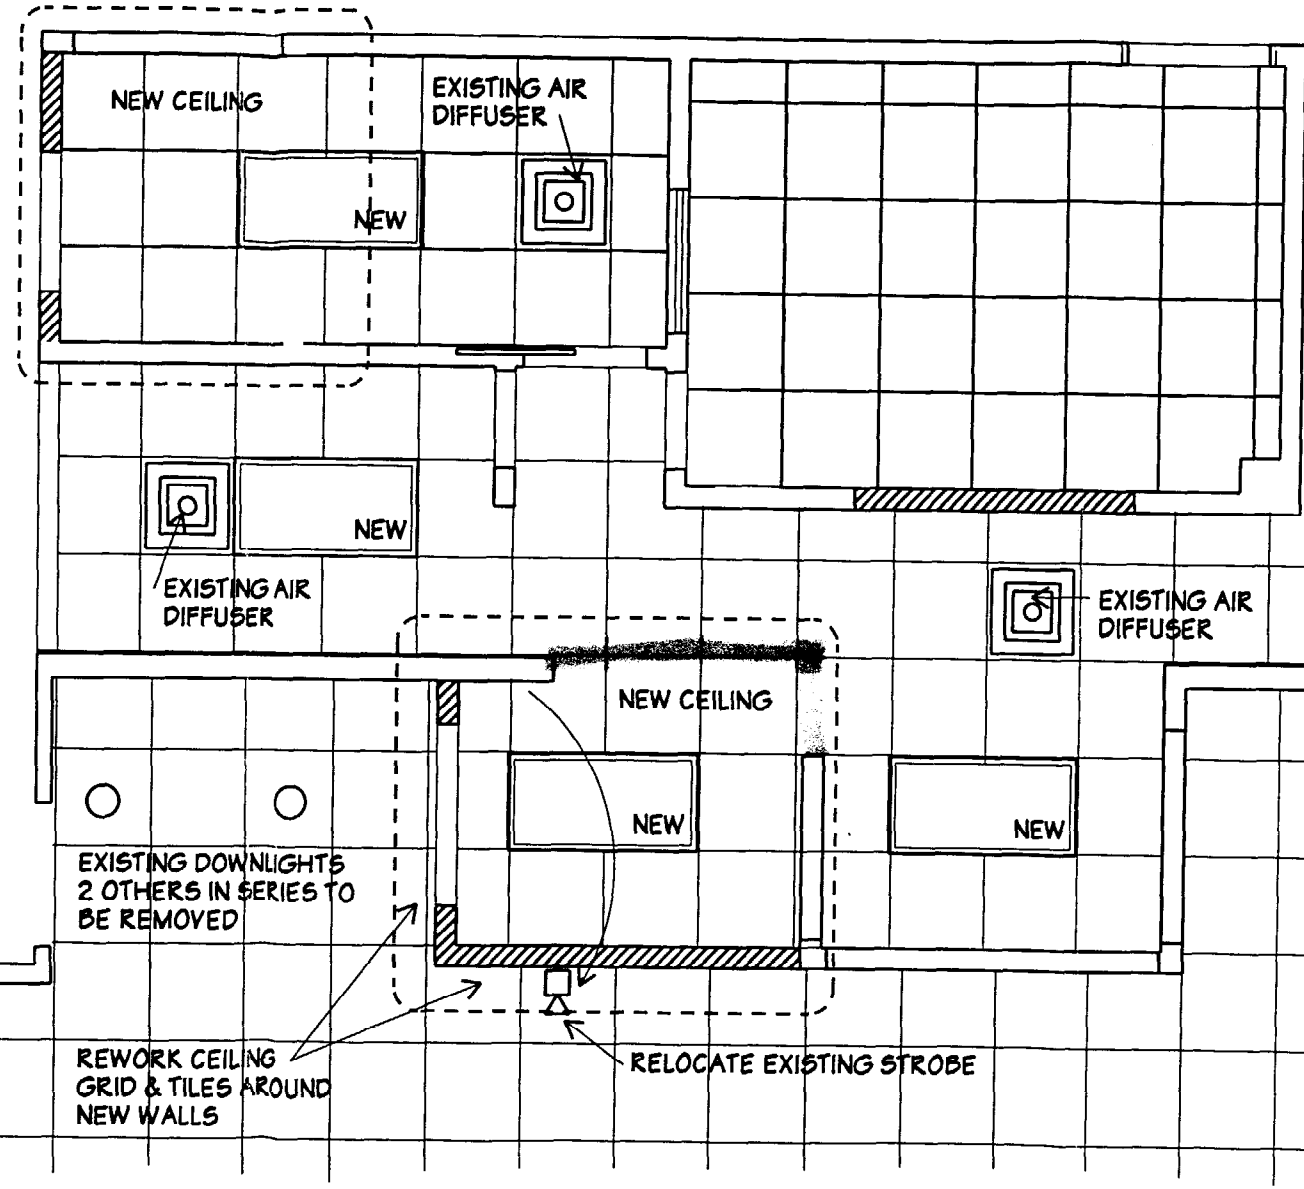 NEW CEILING
EXISTING AIR
DIFFUSER
NEW
NEW
EXISTING AIR
DIFFUSER
EXISTING AIR
DIFFUSER
NEW CEILING
NEW
NEW
EXISTING DOWNLIGHTS
2 OTHERS IN SERIES TO
BE REMOVED
REWORK CEILING
GRID & TILES AROUND
NEW WALLS
RELOCATE EXISTING STROBE